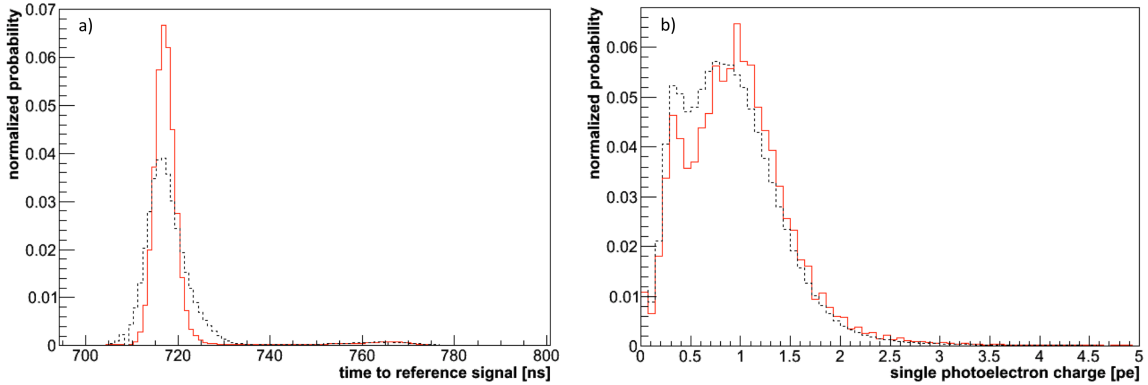 a)
normalized probability
0.07
0.06
0.05
0.04
0.03
0.02
0.01
0
700 720 740 760 780 800
time to reference signal [ns]
b)
normalized probability
0.06
0.05
0.04
0.03
0.02
0.01
0
0 0.5 1 1.5 2 2.5 3 3.5 4 4.5 5
single photoelectron charge [pe]